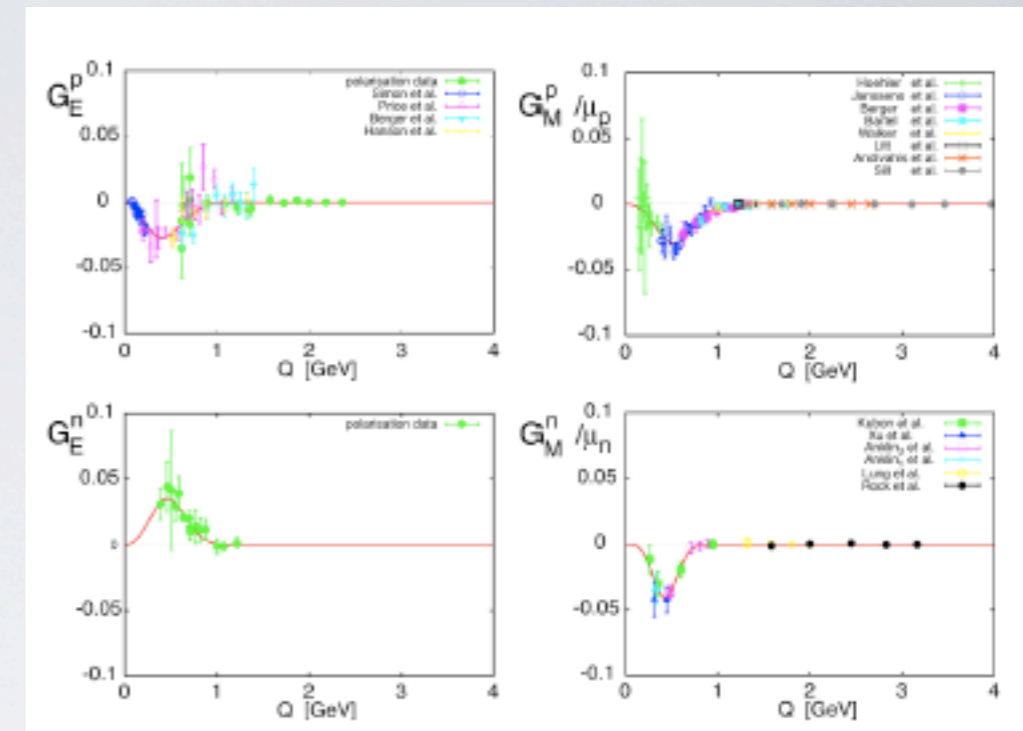 G_E^p
0.1
0.05
0
-0.05
-0.1
0 1 2 3 4
Q [GeV]
polarisation data
Simon et al.
Price et al.
Berger et al.
Hanson et al.
G_M^p /μ_p
0.1
0.05
0
-0.05
-0.1
0 1 2 3 4
Q [GeV]
Hoehler et al.
Janssens et al.
Berger et al.
Bartel et al.
Walker et al.
Litt et al.
Andivahis et al.
Sill et al.
G_E^n
0.1
0.05
0
-0.05
-0.1
0 1 2 3 4
Q [GeV]
polarisation data
G_M^n /μ_n
0.1
0.05
0
-0.05
-0.1
0 1 2 3 4
Q [GeV]
Kubon et al.
Xu et al.
et al.
et al.
Lung et al.
Rock et al.